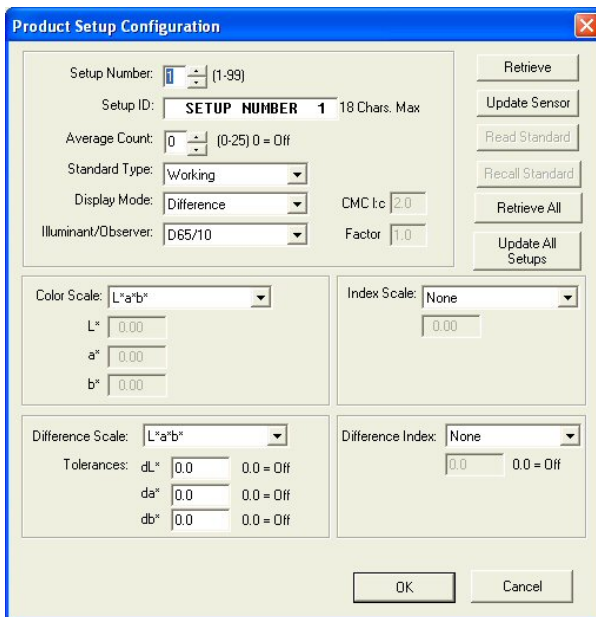 Product Setup Configuration
Setup Number: 1 (1-99)
Retrieve
Setup ID: SETUP NUMBER 1 18 Chars. Max
Update Sensor
Average Count: 0 (0-25) 0 = Off
Read Standard
Standard Type: Working
Recall Standard
Display Mode: Difference CMC l:c 2.0
Retrieve All
Illuminant/Observer: D65/10 Factor 1.0
Update All
Setups
Color Scale: L*a*b*
Index Scale: None
L* 0.00
0.00
a* 0.00
b* 0.00
Difference Scale: L*a*b*
Difference Index: None
Tolerances: dL* 0.0 0.0 = Off
0.0 0.0 = Off
da* 0.0 0.0 = Off
db* 0.0 0.0 = Off
OK
Cancel